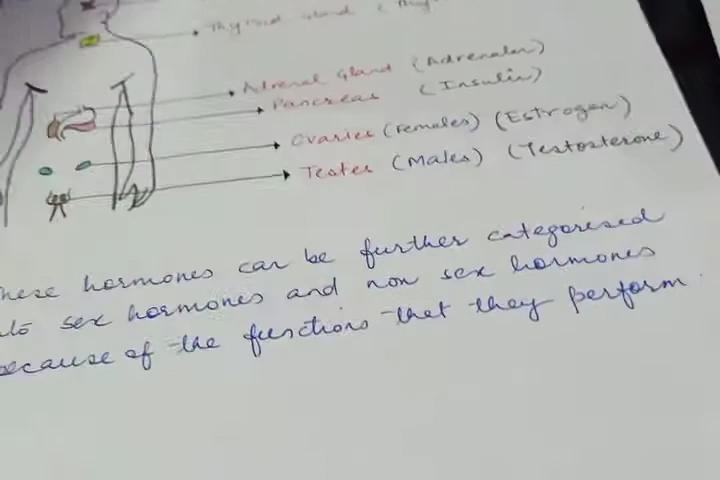 Thyroid Gland (Thy
Adrenal Gland (Adrenalin)
Pancreas (Insulin)
Ovaries (Females) (Estrogen)
Testes (Males) (Testosterone)
hese hormones can be further categorised
to sex hormones and non sex hormones
ecause of the functions that they perform.